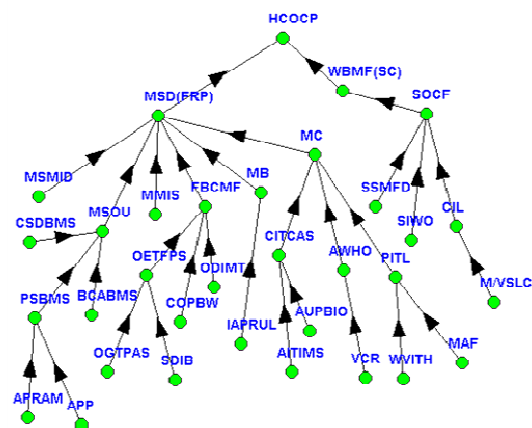 HCOCP
WBMF(SC)
MSD(FRP)
SOCF
MC
MSMID
MMIS
FBCMF
MB
SSMFD
SIWO
CIL
CSDBMS
MSOU
OETFPS
ODIMT
CITCAS
AWHO
PITL
M/VSLC
PSBMS
BCABMS
COPBW
IAPRUL
AUPBIO
OGTPAS
SDIB
AITIMS
VCR
WVITH
MAF
APRAM
APP